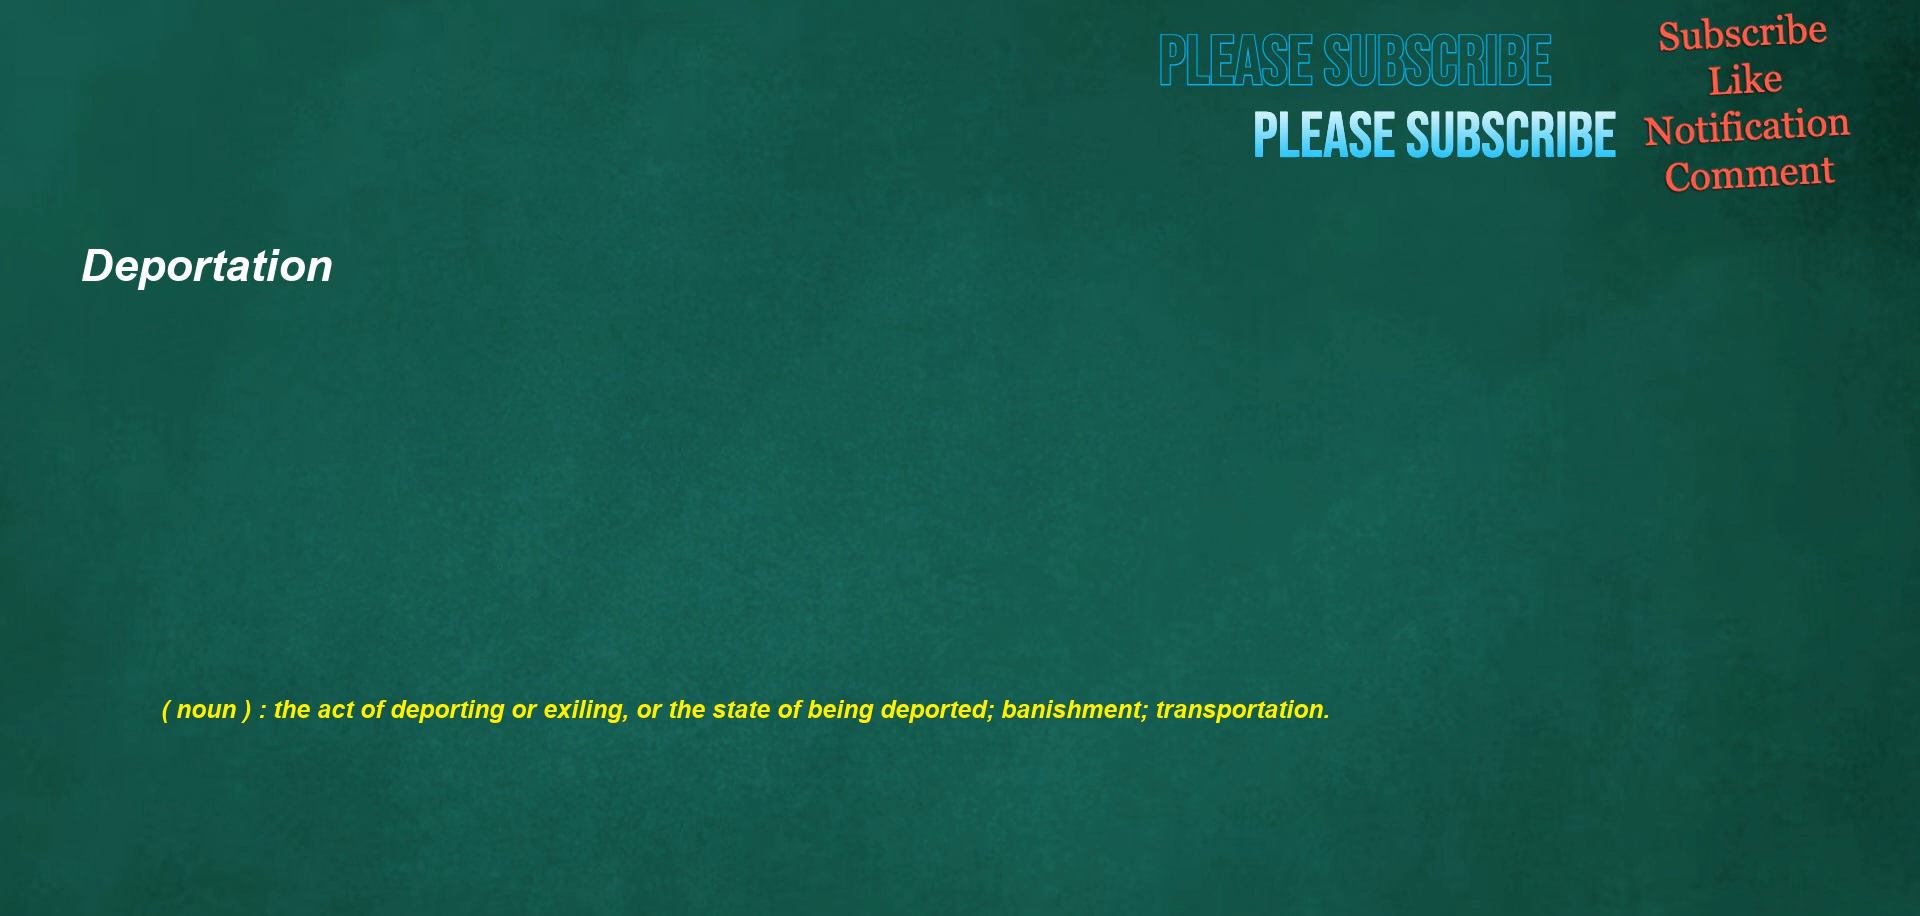 PLEASE SUBSCRIBE
PLEASE SUBSCRIBE
Subscribe
Like
Notification
Comment
Deportation
( noun ) : the act of deporting or exiling, or the state of being deported; banishment; transportation.